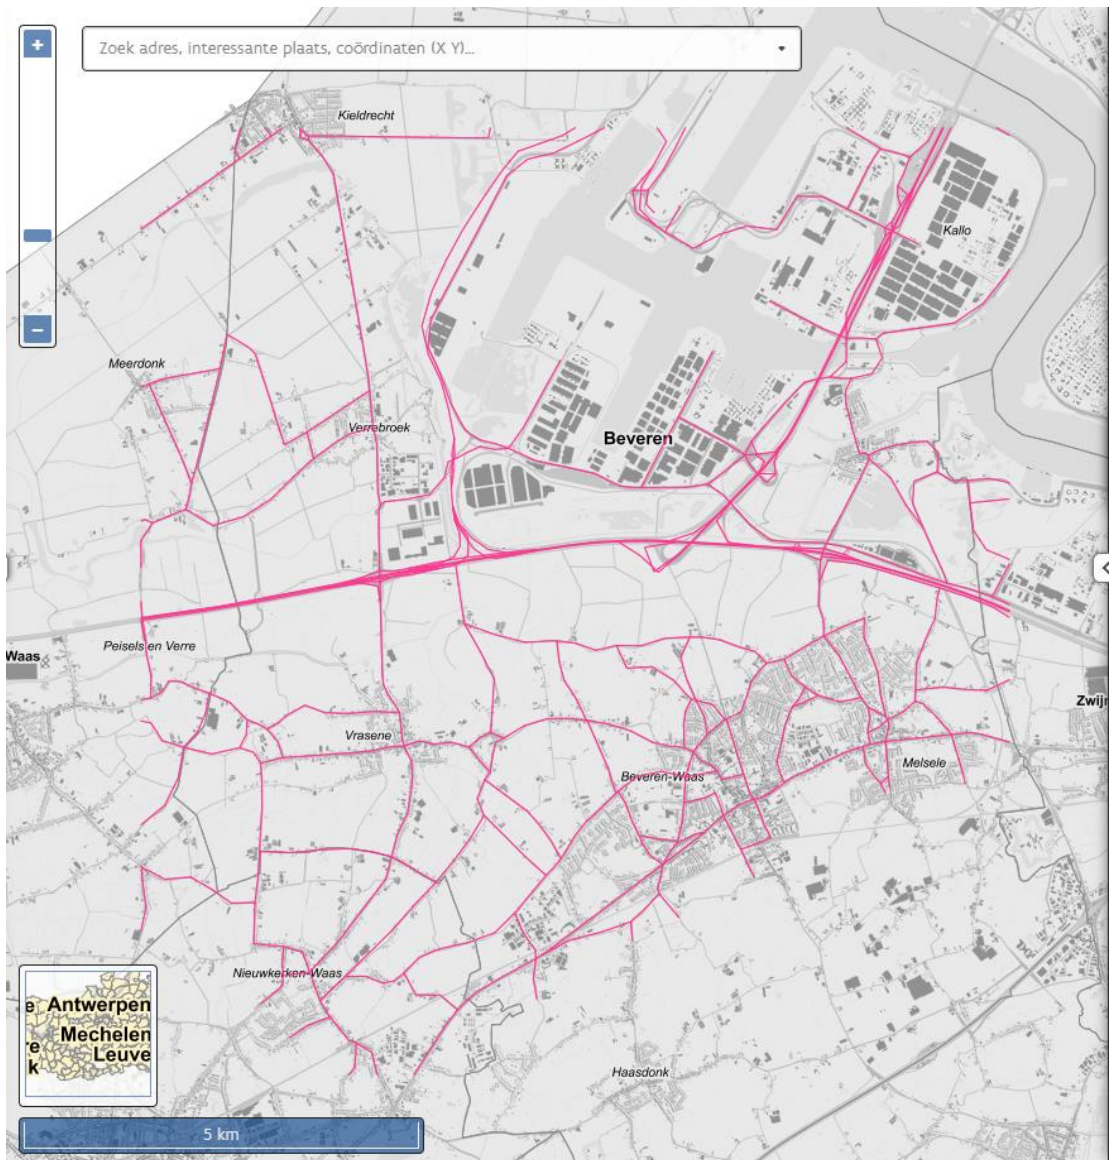 +
Zoek adres, interessante plaats, coördinaten (X Y)...
Kieldrecht
Kallo
−
Meerdonk
Verrebroek
Beveren
Peisels en Verre
Waas
Zwijn
Vrasene
Melsele
Beveren-Waas
Nieuwkerken-Waas
e Antwerpen
Mechelen
re Leuve
k
Haasdonk
5 km